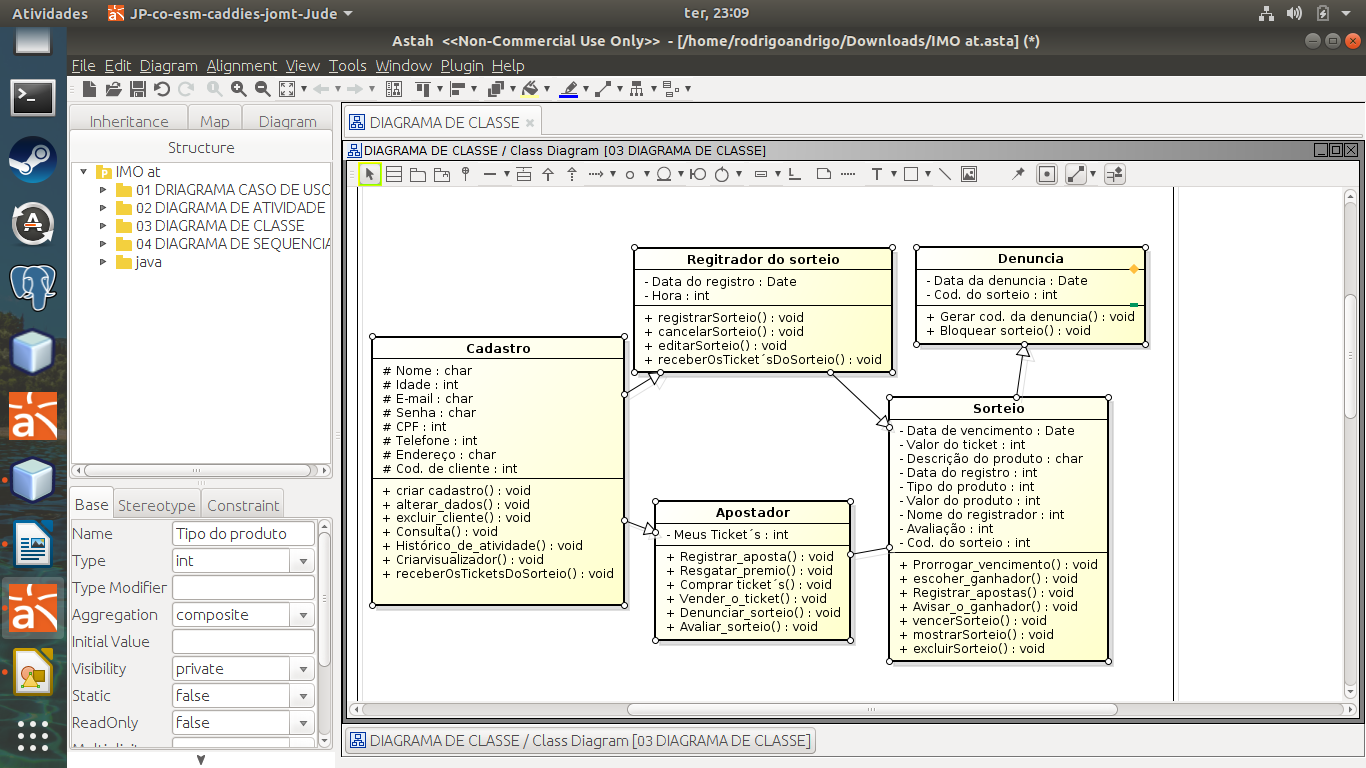 Atividades
JP-co-esm-caddies-jomt-Jude
ter, 23:09
Astah <<Non-Commercial Use Only>> - [/home/rodrigoandrigo/Downloads/IMO at.asta] (*)
File Edit Diagram Alignment View Tools Window Plugin Help
Inheritance Map Diagram
Structure
IMO at
01 DRIAGRAMA CASO DE USO
02 DIAGRAMA DE ATIVIDADE
03 DIAGRAMA DE CLASSE
04 DIAGRAMA DE SEQUENCIA
java
Base Stereotype Constraint
Name Tipo do produto
Type int
Type Modifier
Aggregation composite
Initial Value
Visibility private
Static false
ReadOnly false
DIAGRAMA DE CLASSE
DIAGRAMA DE CLASSE / Class Diagram [03 DIAGRAMA DE CLASSE]
Cadastro
# Nome : char
# Idade : int
# E-mail : char
# Senha : char
# CPF : int
# Telefone : int
# Endereço : char
# Cod. de cliente : int
+ criar cadastro() : void
+ alterar_dados() : void
+ excluir_cliente() : void
+ Consulta() : void
+ Histórico_de_atividade() : void
+ Criarvisualizador() : void
+ receberOsTicketsDoSorteio() : void
Regitrador do sorteio
- Data do registro : Date
- Hora : int
+ registrarSorteio() : void
+ cancelarSorteio() : void
+ editarSorteio() : void
+ receberOsTicket´sDoSorteio() : void
Denuncia
- Data da denuncia : Date
- Cod. do sorteio : int
+ Gerar cod. da denuncia() : void
+ Bloquear sorteio() : void
Apostador
- Meus Ticket´s : int
+ Registrar_aposta() : void
+ Resgatar_premio() : void
+ Comprar ticket´s() : void
+ Vender_o_ticket() : void
+ Denunciar_sorteio() : void
+ Avaliar_sorteio() : void
Sorteio
- Data de vencimento : Date
- Valor do ticket : int
- Descrição do produto : char
- Data do registro : int
- Tipo do produto : int
- Valor do produto : int
- Nome do registrador : int
- Avaliação : int
- Cod. do sorteio : int
+ Prorrogar_vencimento() : void
+ escoher_ganhador() : void
+ Registrar_apostas() : void
+ Avisar_o_ganhador() : void
+ vencerSorteio() : void
+ mostrarSorteio() : void
+ excluirSorteio() : void
DIAGRAMA DE CLASSE / Class Diagram [03 DIAGRAMA DE CLASSE]